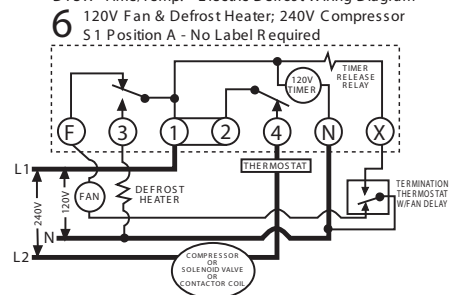 6
120V Fan & Defrost Heater; 240V Compressor
S1 Position A - No Label Required
120V
TIMER
TIMER
RELEASE
RELAY
F
3
1
2
4
N
X
L1
THERMOSTAT
240V
120V
FAN
DEFROST
HEATER
TERMINATION
THERMOSTAT
W/FAN DELAY
N
L2
COMPRESSOR
OR
SOLENOID VALVE
OR
CONTACTOR COIL